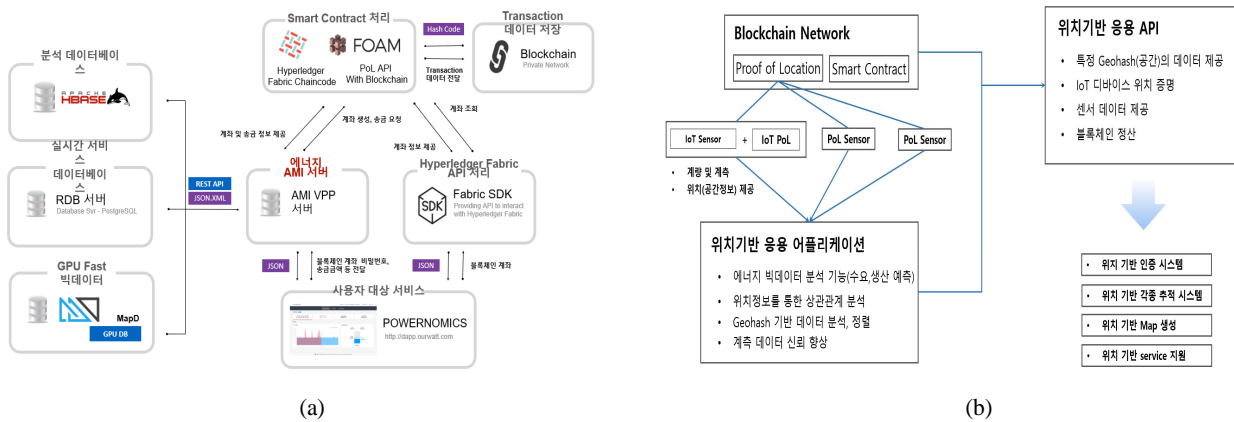 Smart Contract 처리
Hyperledger
Fabric Chaincode
FOAM
PoL API
With Blockchain
Hash Code
Transaction
데이터 전달
Transaction
데이터 저장
Blockchain
Private Network
분석 데이터베이
스
APACHE
HBASE
실시간 서비스
데이터베이
스
RDB 서버
Database Svr - PostgreSQL
GPU Fast
빅데이터
MapD
GPU DB
REST API
JSON.XML
계좌 및 송금 정보 제공
계좌 생성, 송금 요청
계좌 조회
계좌 정보 제공
에너지
AMI 서버
AMI VPP
서버
Hyperledger Fabric
API 처리
SDK
Fabric SDK
Providing API to interact
with Hyperledger Fabric
JSON
블록체인 계좌 비밀번호,
송금금액 등 전달
JSON
블록체인 계좌
사용자 대상 서비스
POWERNOMICS
http://dapp.ourwatt.com
(a)
Blockchain Network
Proof of Location
Smart Contract
IoT Sensor
+
IoT PoL
PoL Sensor
PoL Sensor
• 계량 및 계측
• 위치(공간정보) 제공
위치기반 응용 어플리케이션
• 에너지 빅데이터 분석 기능(수요,생산 예측)
• 위치정보를 통한 상관관계 분석
• Geohash 기반 데이터 분석, 정렬
• 계측 데이터 신뢰 향상
위치기반 응용 API
• 특정 Geohash(공간)의 데이터 제공
• IoT 디바이스 위치 증명
• 센서 데이터 제공
• 블록체인 정산
• 위치 기반 인증 시스템
• 위치 기반 각종 추적 시스템
• 위치 기반 Map 생성
• 위치 기반 service 지원
(b)